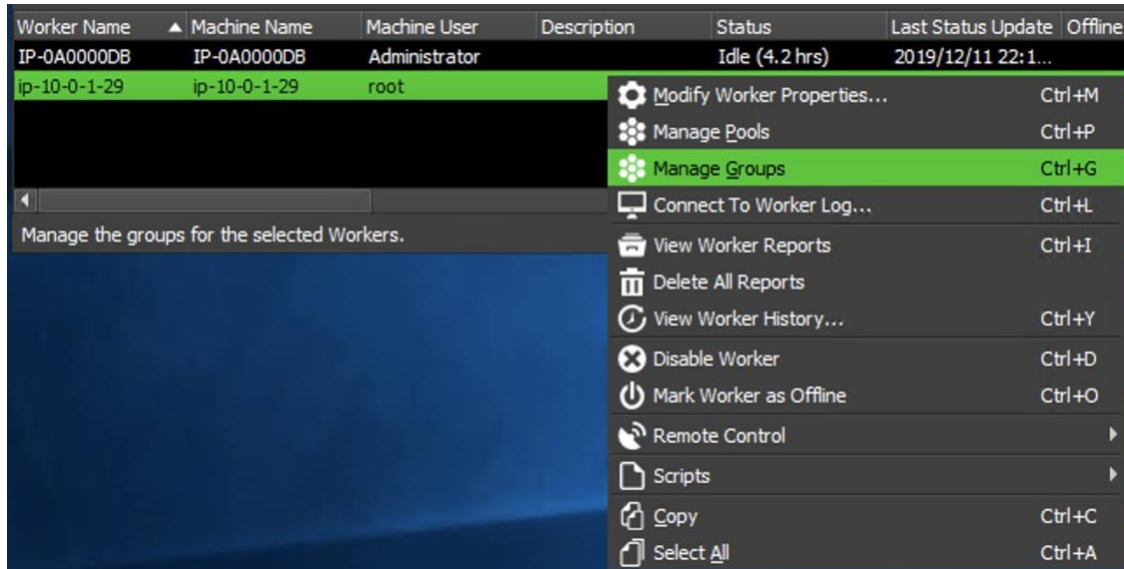 Worker Name Machine Name Machine User Description Status Last Status Update Offline
IP-0A0000DB IP-0A0000DB Administrator Idle (4.2 hrs) 2019/12/11 22:1...
ip-10-0-1-29 ip-10-0-1-29 root
Modify Worker Properties... Ctrl+M
Manage Pools Ctrl+P
Manage Groups Ctrl+G
Connect To Worker Log... Ctrl+L
Manage the groups for the selected Workers.
View Worker Reports Ctrl+I
Delete All Reports
View Worker History... Ctrl+Y
Disable Worker Ctrl+D
Mark Worker as Offline Ctrl+O
Remote Control
Scripts
Copy Ctrl+C
Select All Ctrl+A